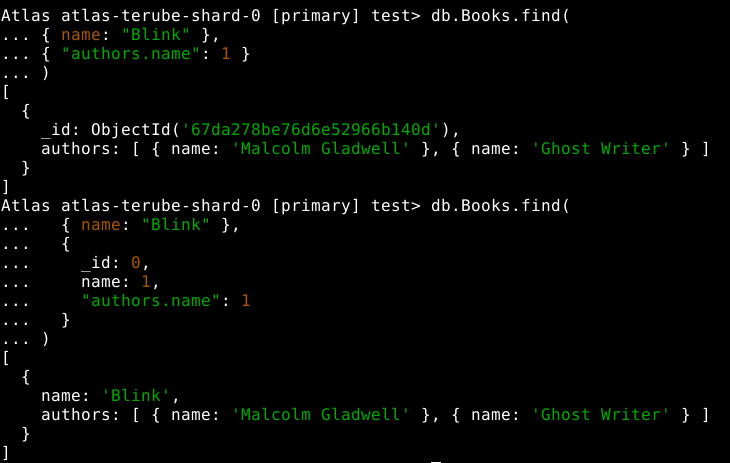 Atlas atlas-terube-shard-0 [primary] test> db.Books.find(
... { name: "Blink" },
... { "authors.name": 1 }
... )
[
  {
    _id: ObjectId('67da278be76d6e52966b140d'),
    authors: [ { name: 'Malcolm Gladwell' }, { name: 'Ghost Writer' } ]
  }
]
Atlas atlas-terube-shard-0 [primary] test> db.Books.find(
...   { name: "Blink" },
...   {
...     _id: 0,
...     name: 1,
...     "authors.name": 1
...   }
... )
[
  {
    name: 'Blink',
    authors: [ { name: 'Malcolm Gladwell' }, { name: 'Ghost Writer' } ]
  }
]